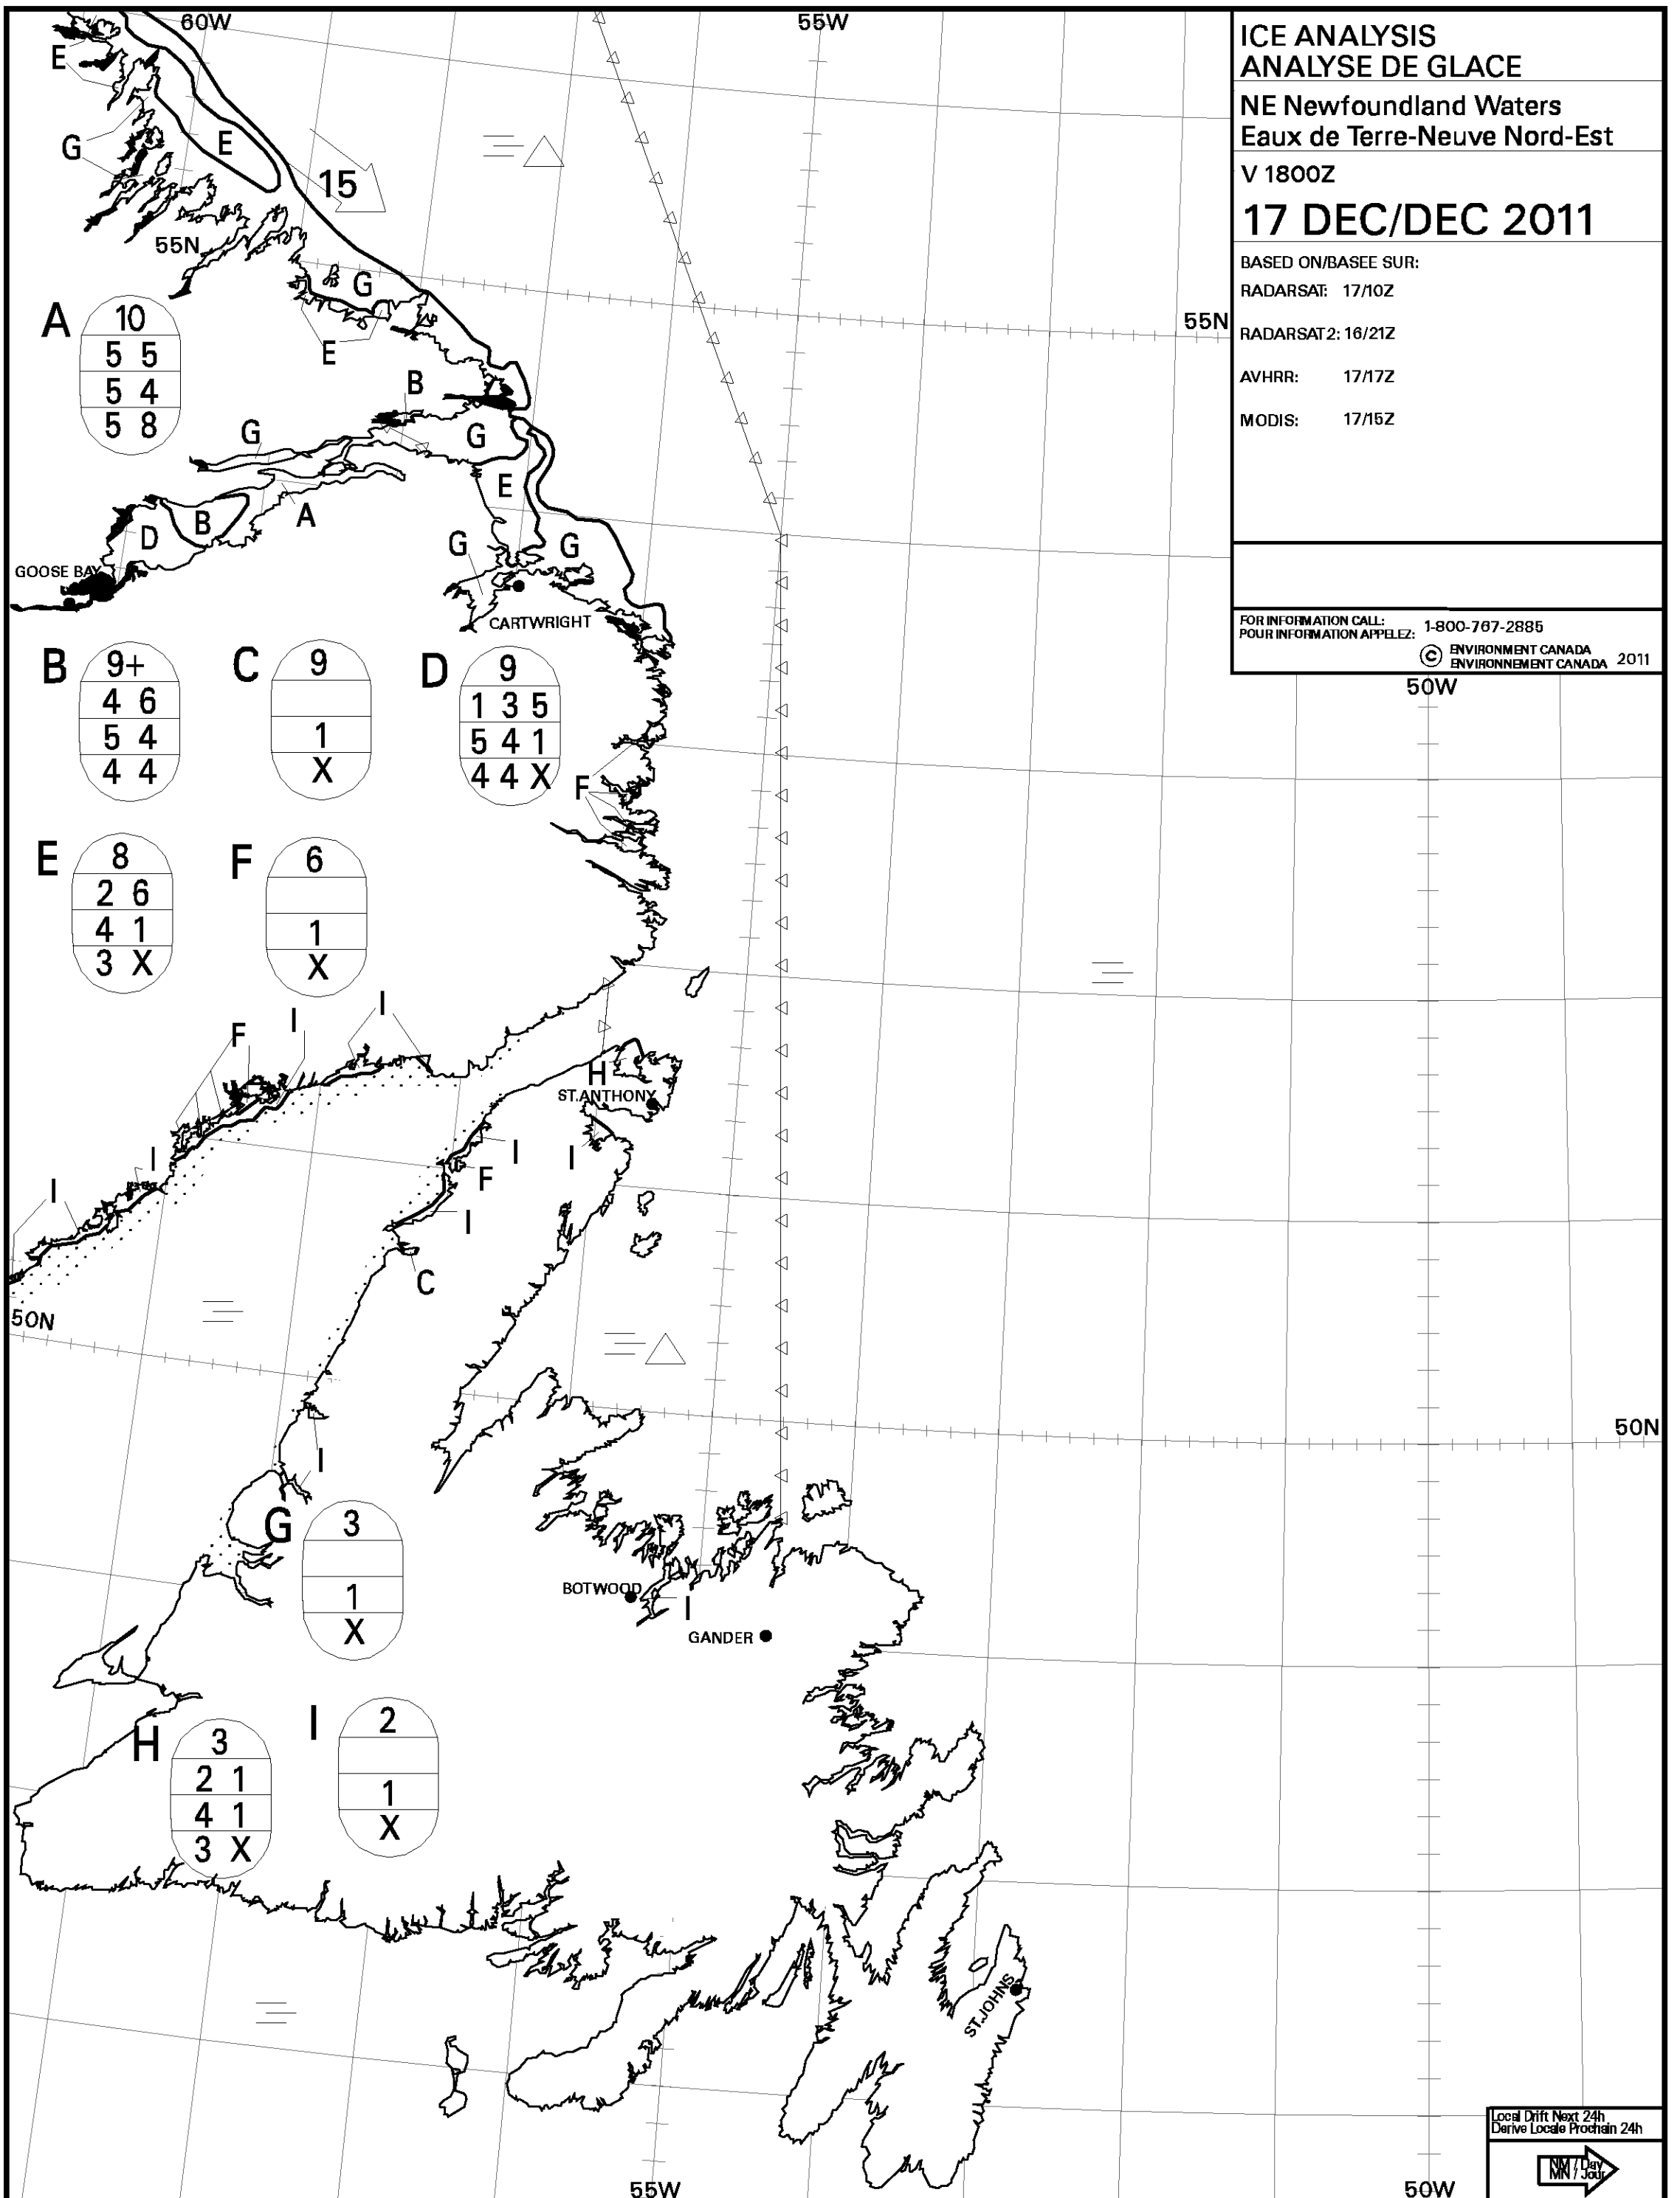 60W
55W
ICE ANALYSIS
ANALYSE DE GLACE
NE Newfoundland Waters
Eaux de Terre-Neuve Nord-Est
V 1800Z
17 DEC/DEC 2011
BASED ON/BASEE SUR:
RADARSAT: 17/10Z
RADARSAT2: 16/21Z
AVHRR: 17/17Z
MODIS: 17/15Z
FOR INFORMATION CALL:
POUR INFORMATION APPELEZ: 1-800-767-2885
© ENVIRONMENT CANADA
ENVIRONNEMENT CANADA 2011
E
G
E
15
55N
G
E
55N
A
10
5 5
5 4
5 8
B
G
G
E
A
B
D
G
G
GOOSE BAY
CARTWRIGHT
B
9+
4 6
5 4
4 4
C
9
1
X
D
9
1 3 5
5 4 1
4 4 X
50W
F
E
8
2 6
4 1
3 X
F
6
1
X
I
I
F
H
ST.ANTHONY
I
I
I
F
I
I
C
50N
50N
I
G
3
1
X
BOTWOOD
I
GANDER
H
3
2 1
4 1
3 X
I
2
1
X
ST.JOHNS
Local Drift Next 24h
Derive Locale Prochain 24h
NM / Day
MN / Jour
55W
50W